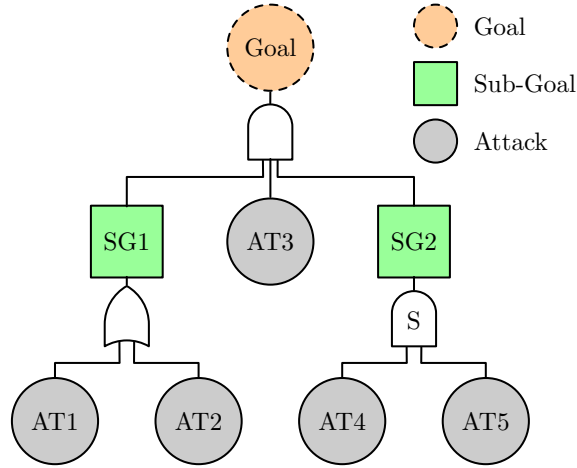 Goal
Goal
Sub-Goal
Attack
SG1
AT3
SG2
S
AT1
AT2
AT4
AT5